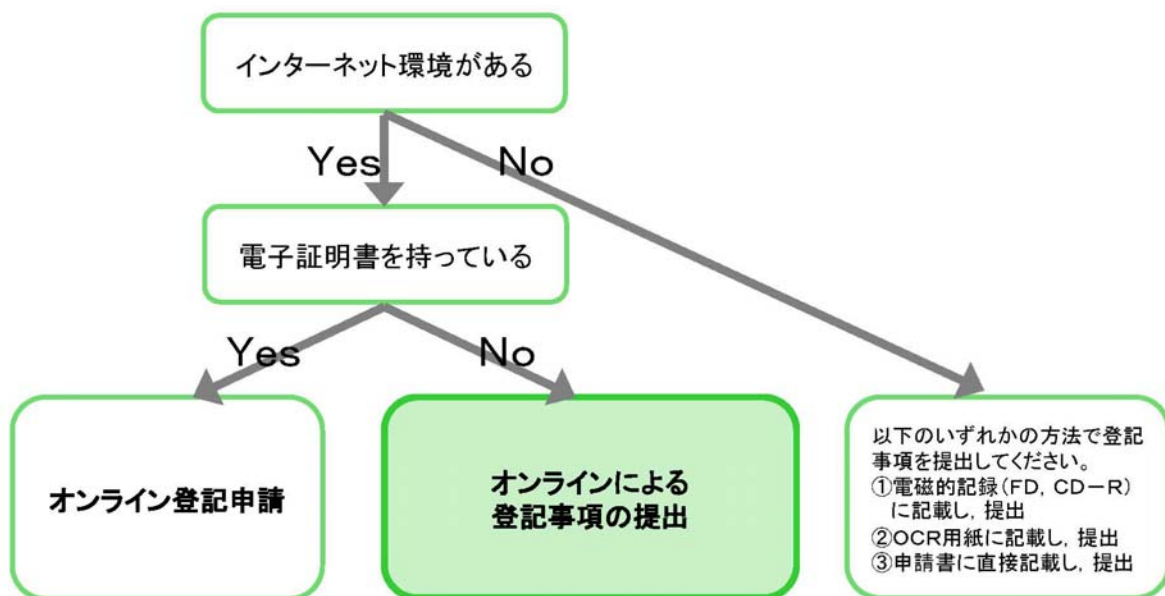 インターネット環境がある
Yes
No
電子証明書を持っている
Yes
No
オンライン登記申請
オンラインによる
登記事項の提出
以下のいずれかの方法で登記
事項を提出してください。
①電磁的記録(FD,CD-R)
に記載し,提出
②OCR用紙に記載し,提出
③申請書に直接記載し,提出